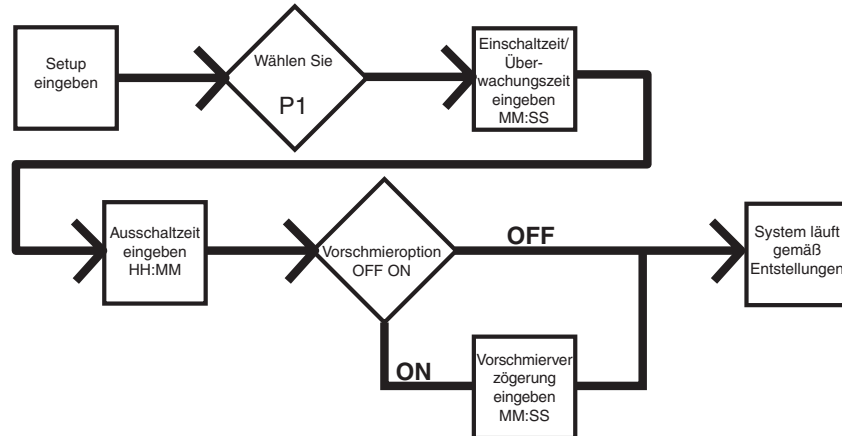 Setup
eingeben
Wählen Sie
P1
Einschaltzeit/
Über-
wachungszeit
eingeben
MM:SS
Ausschaltzeit
eingeben
HH:MM
Vorschmieroption
OFF ON
OFF
ON
Vorschmierver
zögerung
eingeben
MM:SS
System läuft
gemäß
Entstellungen